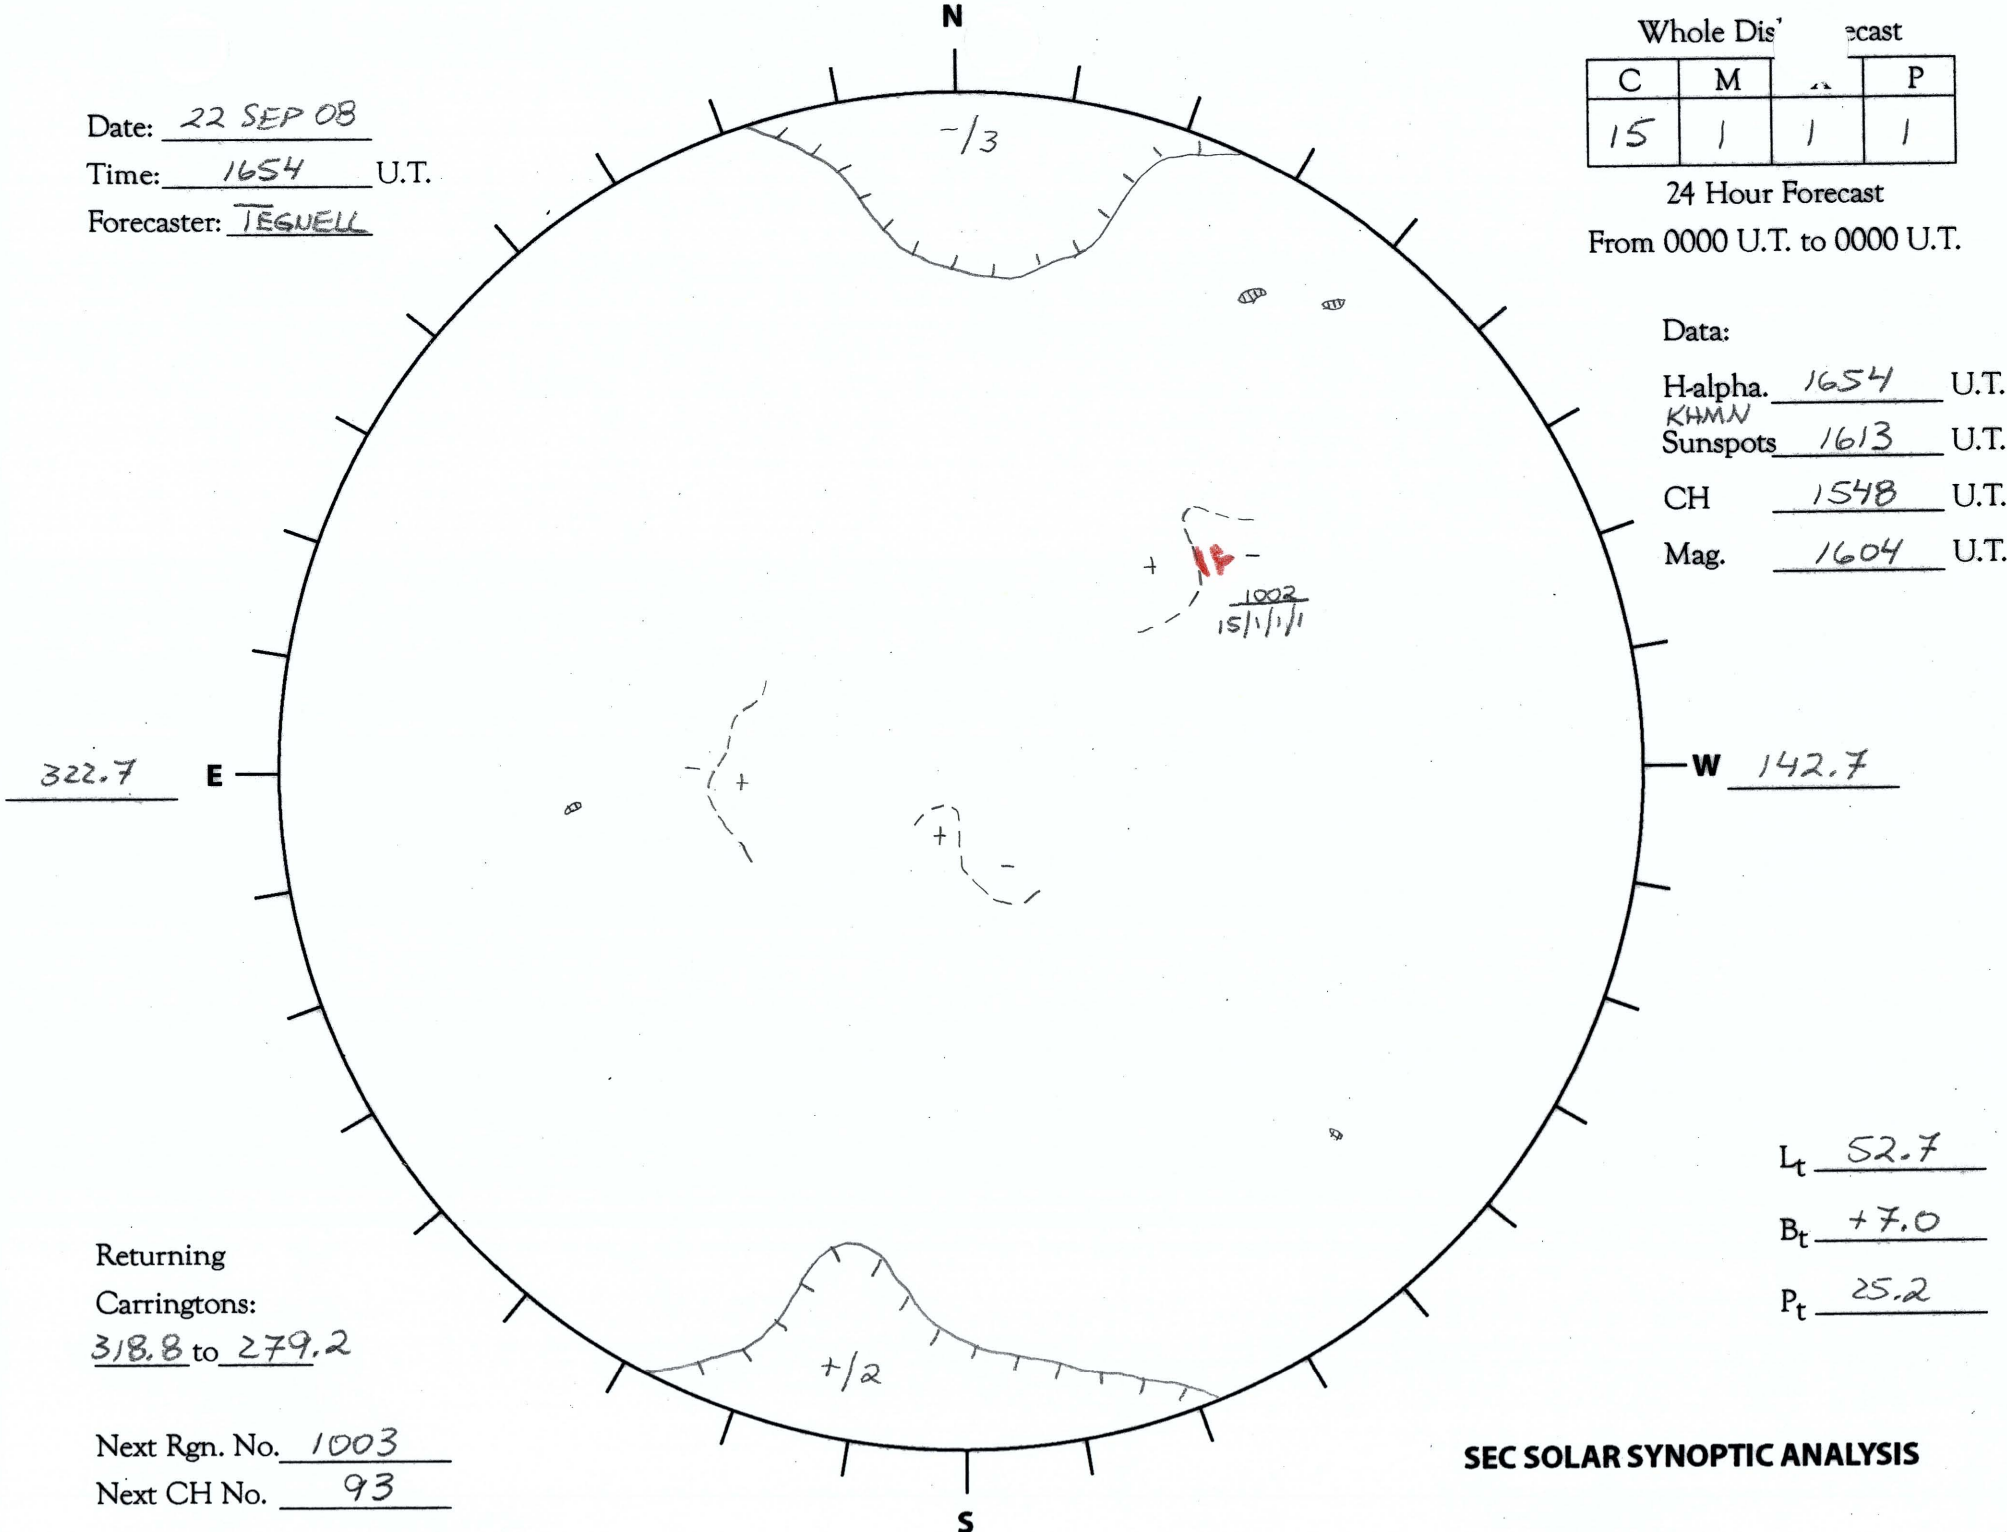 N
Date: 22 SEP 08
Time: 1654 U.T.
Forecaster: TEGNELL
Whole Dis ecast
C M P
15 1 1 1
24 Hour Forecast
From 0000 U.T. to 0000 U.T.
-/3
Data:
H-alpha. 1654 U.T.
KHMN
Sunspots 1613 U.T.
CH 1548 U.T.
Mag. 1604 U.T.
+ -
1002
15/1/1/1
322.7 E
- +
W 142.7
+ -
Lt 52.7
Bt +7.0
Pt 25.2
Returning
Carringtons:
318.8 to 279.2
+/2
Next Rgn. No. 1003
Next CH No. 93
SEC SOLAR SYNOPTIC ANALYSIS
S